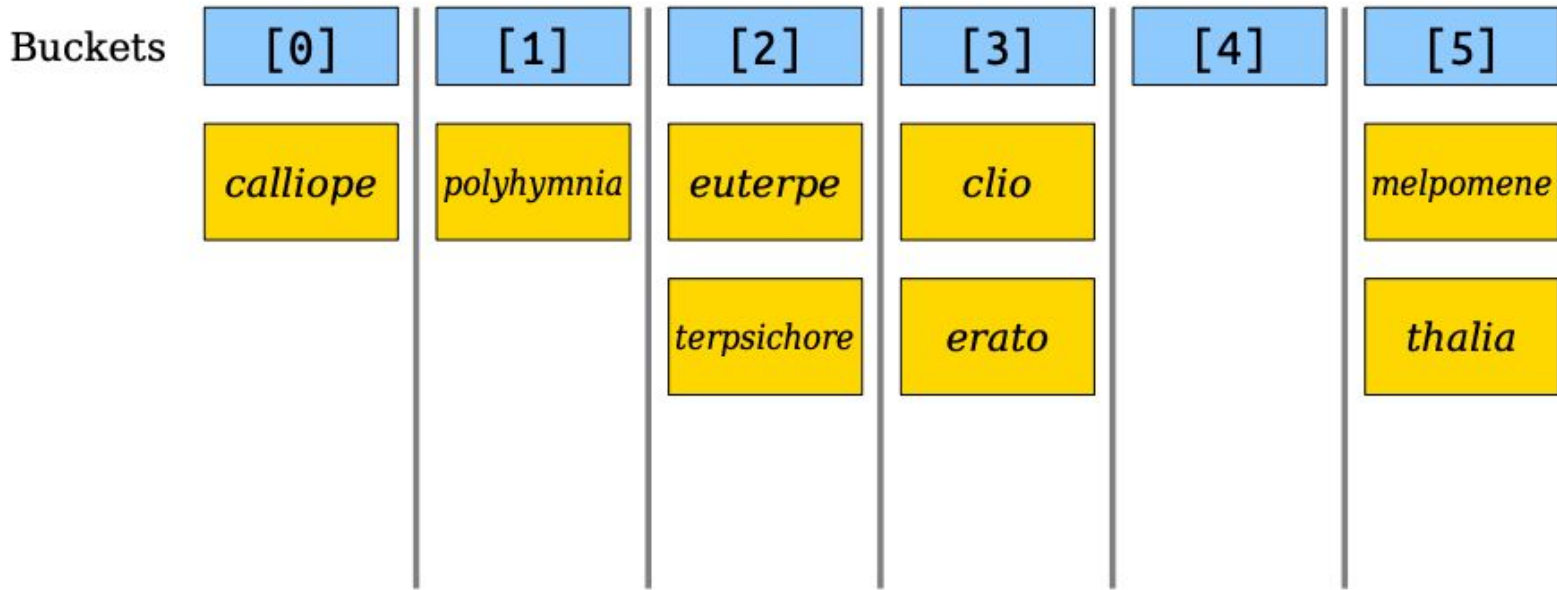 Buckets [0] [1] [2] [3] [4] [5]
calliope polyhymnia euterpe clio melpomene
terpsichore erato thalia